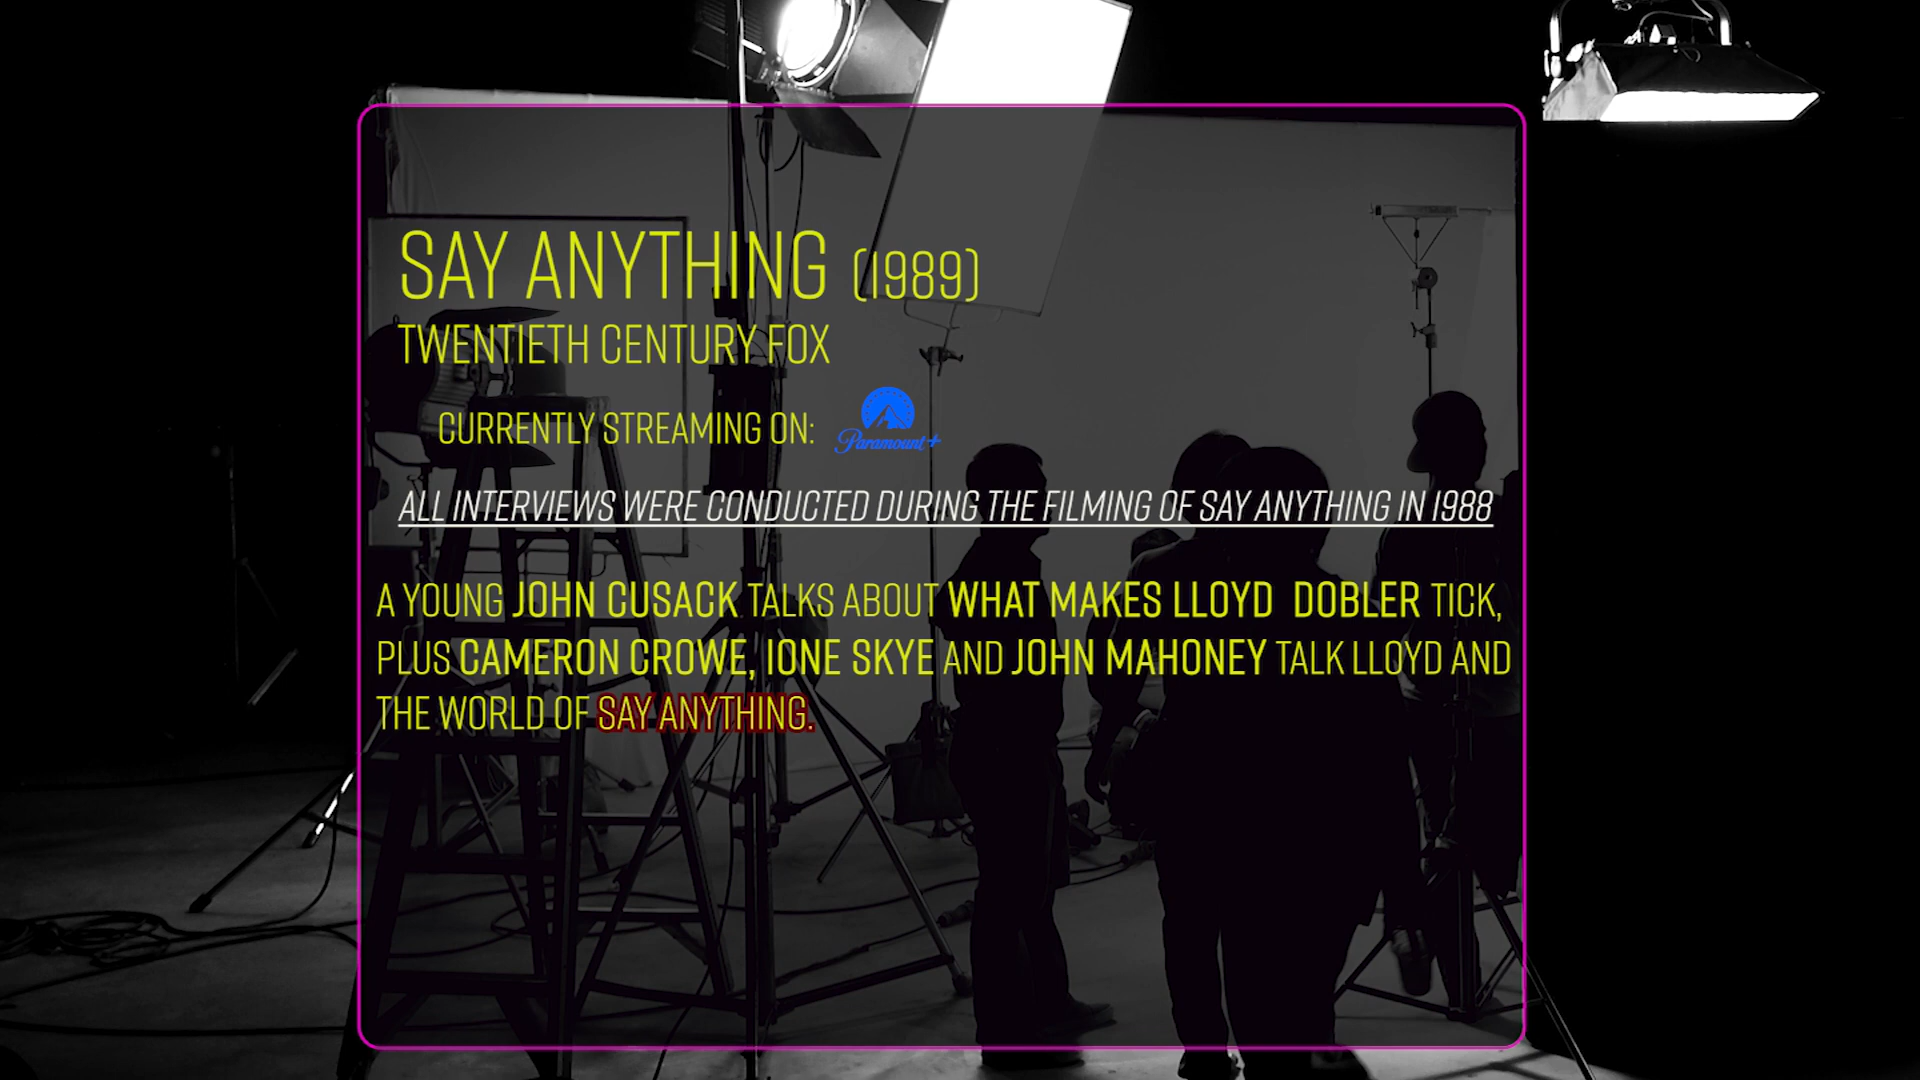 SAY ANYTHING (1989)
TWENTIETH CENTURY FOX
CURRENTLY STREAMING ON: Paramount+
ALL INTERVIEWS WERE CONDUCTED DURING THE FILMING OF SAY ANYTHING IN 1988
A YOUNG JOHN CUSACK TALKS ABOUT WHAT MAKES LLOYD DOBLER TICK,
PLUS CAMERON CROWE, IONE SKYE AND JOHN MAHONEY TALK LLOYD AND
THE WORLD OF SAY ANYTHING.